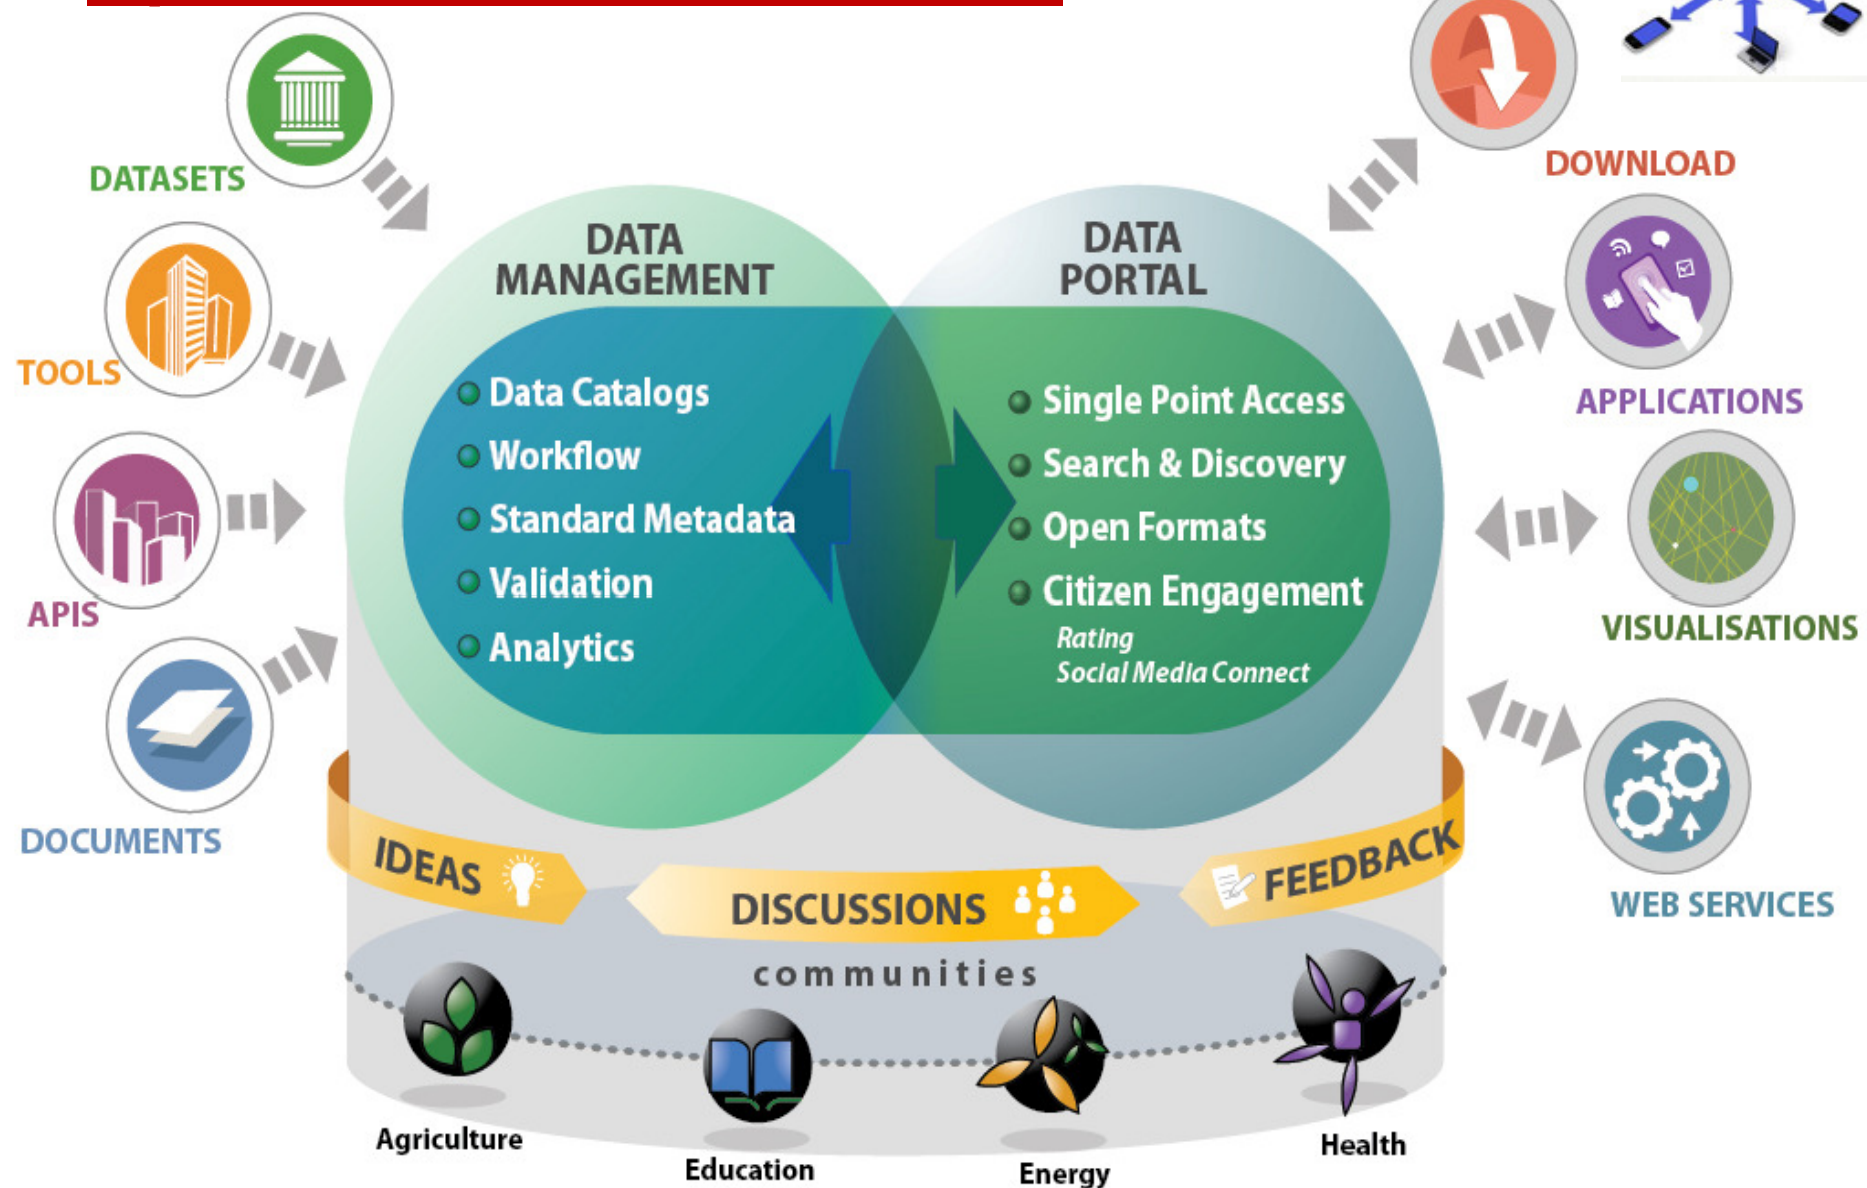 DATASETS
TOOLS
APIS
DOCUMENTS
DATA
MANAGEMENT
Data Catalogs
Workflow
Standard Metadata
Validation
Analytics
DATA
PORTAL
Single Point Access
Search & Discovery
Open Formats
Citizen Engagement
Rating
Social Media Connect
DOWNLOAD
APPLICATIONS
VISUALISATIONS
WEB SERVICES
IDEAS
DISCUSSIONS
FEEDBACK
communities
Agriculture
Education
Energy
Health